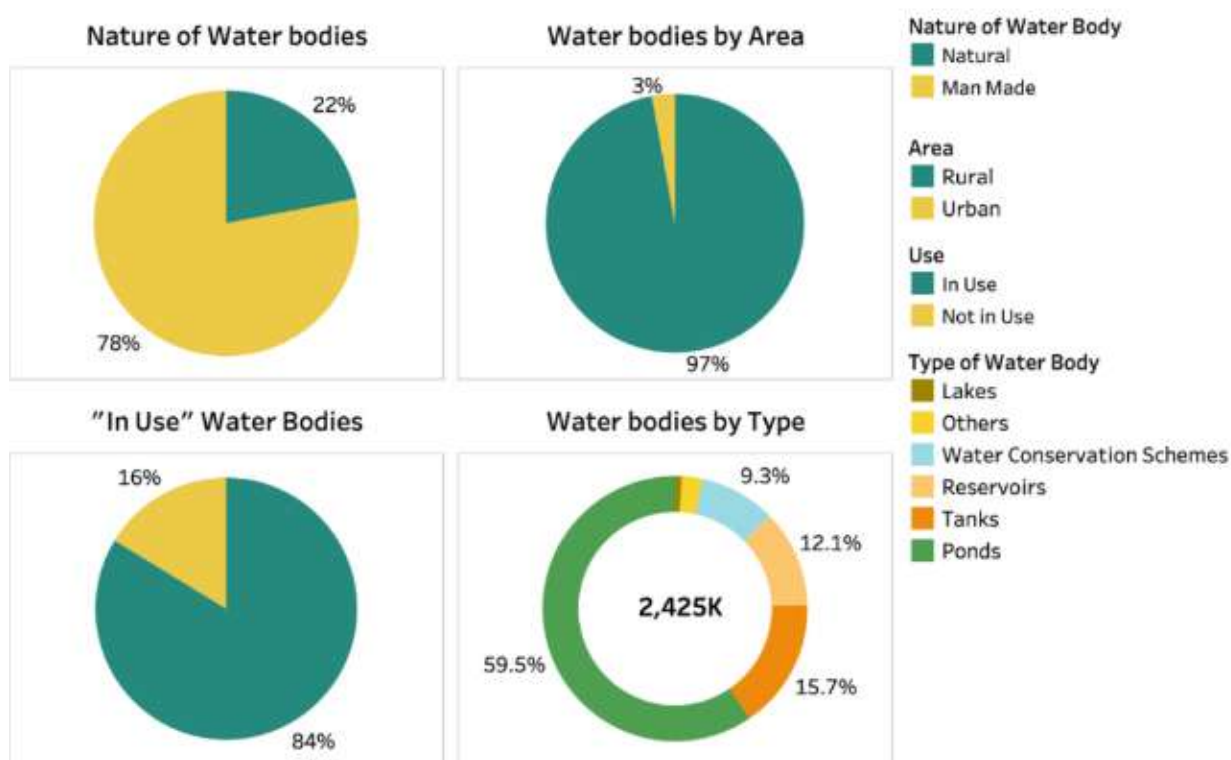 Nature of Water bodies
22%
78%
Water bodies by Area
3%
97%
"In Use" Water Bodies
16%
84%
Water bodies by Type
9.3%
12.1%
2,425K
59.5%
15.7%
Nature of Water Body
Natural
Man Made
Area
Rural
Urban
Use
In Use
Not in Use
Type of Water Body
Lakes
Others
Water Conservation Schemes
Reservoirs
Tanks
Ponds